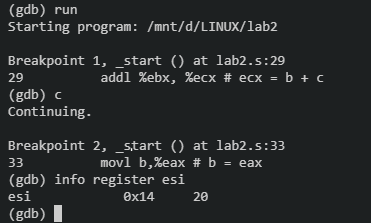 (gdb) run
Starting program: /mnt/d/LINUX/lab2

Breakpoint 1, _start () at lab2.s:29
29        addl %ebx, %ecx # ecx = b + c
(gdb) c
Continuing.

Breakpoint 2, _start () at lab2.s:33
33        movl b,%eax # b = eax
(gdb) info register esi
esi            0x14     20
(gdb)